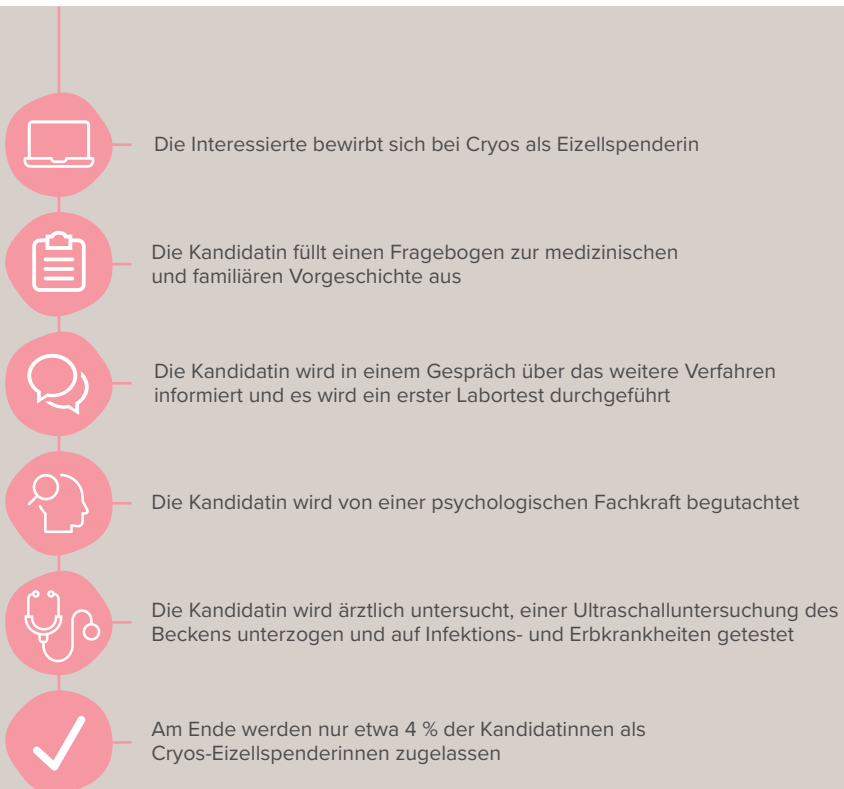 Die Interessierte bewirbt sich bei Cryos als Eizellspenderin
Die Kandidatin füllt einen Fragebogen zur medizinischen
und familiären Vorgeschichte aus
Die Kandidatin wird in einem Gespräch über das weitere Verfahren
informiert und es wird ein erster Labortest durchgeführt
Die Kandidatin wird von einer psychologischen Fachkraft begutachtet
Die Kandidatin wird ärztlich untersucht, einer Ultraschalluntersuchung des
Beckens unterzogen und auf Infektions- und Erbkrankheiten getestet
Am Ende werden nur etwa 4 % der Kandidatinnen als
Cryos-Eizellspenderinnen zugelassen